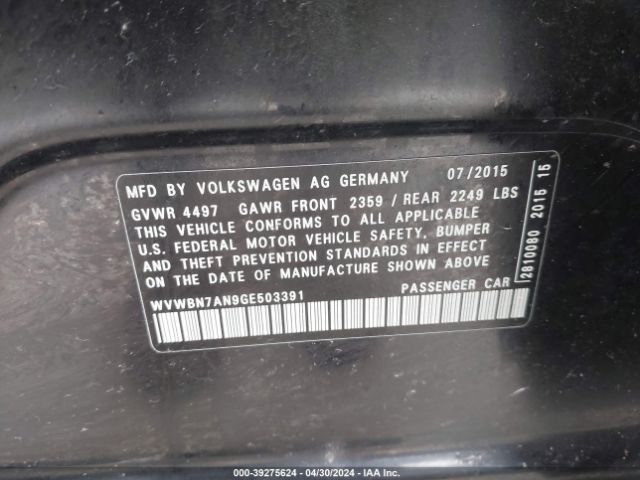 MFD BY VOLKSWAGEN AG GERMANY 07/2015
GVWR 4497 GAWR FRONT 2359 / REAR 2249 LBS
THIS VEHICLE CONFORMS TO ALL APPLICABLE
U.S. FEDERAL MOTOR VEHICLE SAFETY, BUMPER
AND THEFT PREVENTION STANDARDS IN EFFECT
ON THE DATE OF MANUFACTURE SHOWN ABOVE
WVWBN7AN9GE503391 PASSENGER CAR
2810080 2015 15
000-39275624 - 04/30/2024 - IAA Inc.